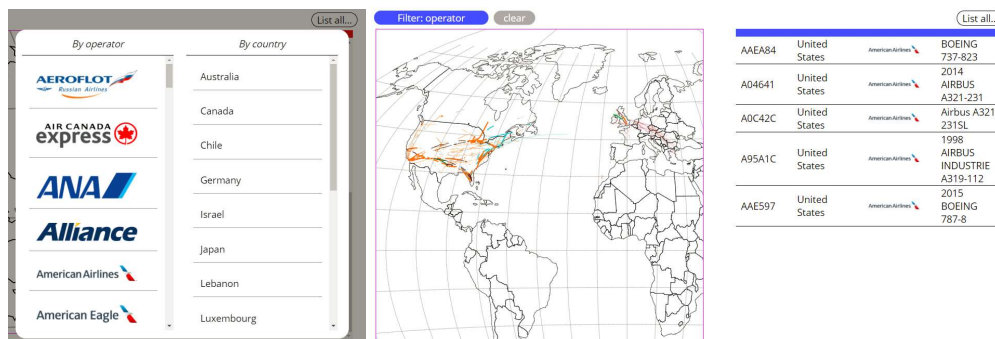 List all...
By operator
By country
AEROFLOT
Russian Airlines
AIR CANADA
express
ANA
Alliance
American Airlines
American Eagle
Australia
Canada
Chile
Germany
Israel
Japan
Lebanon
Luxembourg
Filter: operator
clear
List all...
AAEA84 United States American Airlines BOEING 737-823
A04641 United States American Airlines 2014 AIRBUS A321-231
A0C42C United States American Airlines Airbus A321 231SL
A95A1C United States American Airlines 1998 AIRBUS INDUSTRIE A319-112
AAE597 United States American Airlines 2015 BOEING 787-8